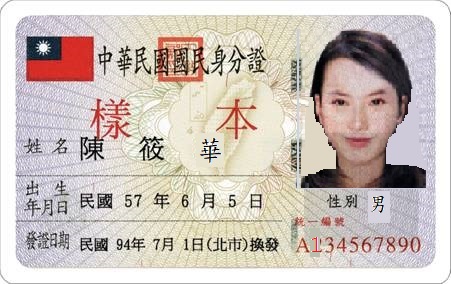 中華民國國民身分證
樣本
姓名 陳筱華
出生年月日 民國 57 年 6 月 5 日
性別 男
統一編號
發證日期 民國 94年 7月 1日(北市)換發
A134567890